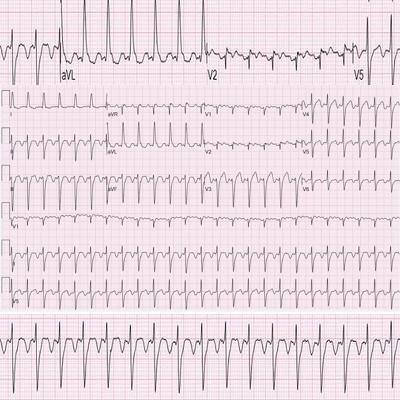 aVL V2 V5
I aVR V1 V4
II aVL V2 V5
III aVF V3 V6
V1
II
V5